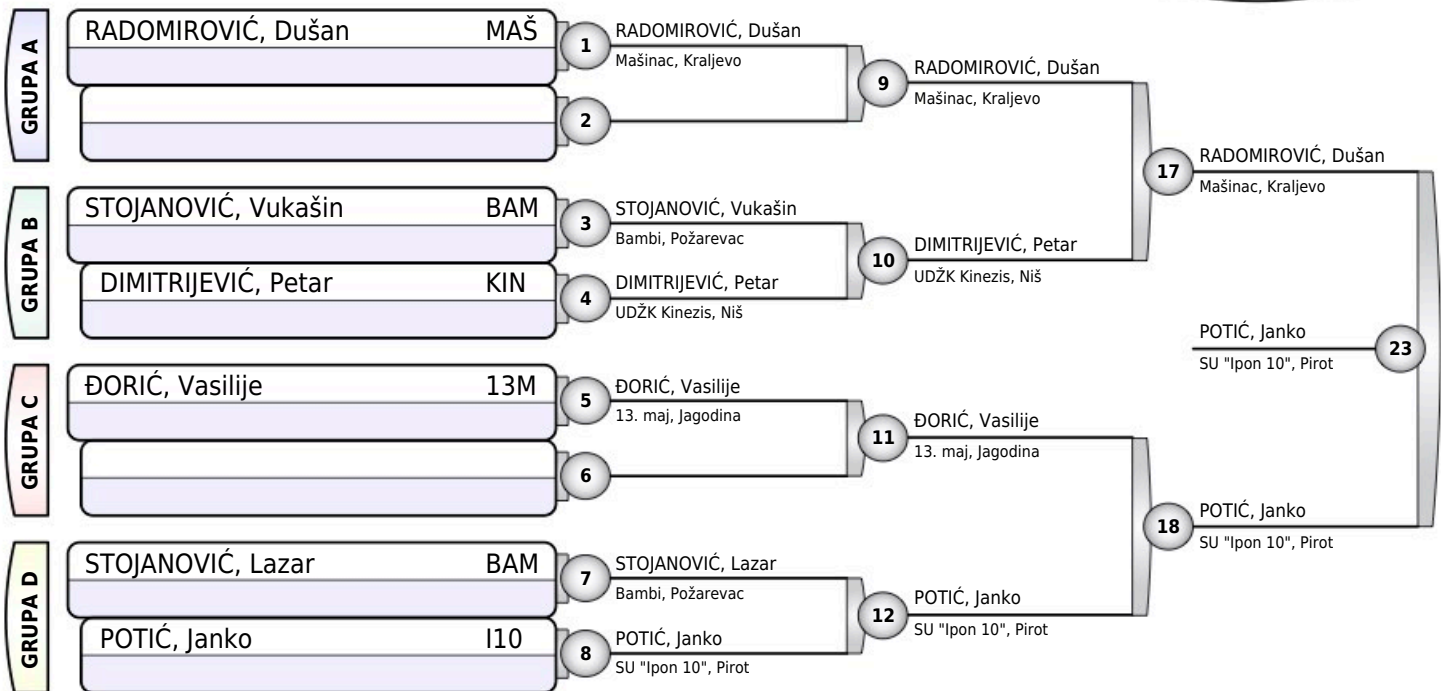 GRUPA A
RADOMIROVIĆ, Dušan MAŠ
1
RADOMIROVIĆ, Dušan
Mašinac, Kraljevo
2
9
RADOMIROVIĆ, Dušan
Mašinac, Kraljevo
GRUPA B
STOJANOVIĆ, Vukašin BAM
3
STOJANOVIĆ, Vukašin
Bambi, Požarevac
DIMITRIJEVIĆ, Petar KIN
4
DIMITRIJEVIĆ, Petar
UDŽK Kinezis, Niš
10
DIMITRIJEVIĆ, Petar
UDŽK Kinezis, Niš
17
RADOMIROVIĆ, Dušan
Mašinac, Kraljevo
GRUPA C
ĐORIĆ, Vasilije 13M
5
ĐORIĆ, Vasilije
13. maj, Jagodina
6
11
ĐORIĆ, Vasilije
13. maj, Jagodina
GRUPA D
STOJANOVIĆ, Lazar BAM
7
STOJANOVIĆ, Lazar
Bambi, Požarevac
POTIĆ, Janko I10
8
POTIĆ, Janko
SU "Ipon 10", Pirot
12
POTIĆ, Janko
SU "Ipon 10", Pirot
18
POTIĆ, Janko
SU "Ipon 10", Pirot
POTIĆ, Janko
SU "Ipon 10", Pirot
23